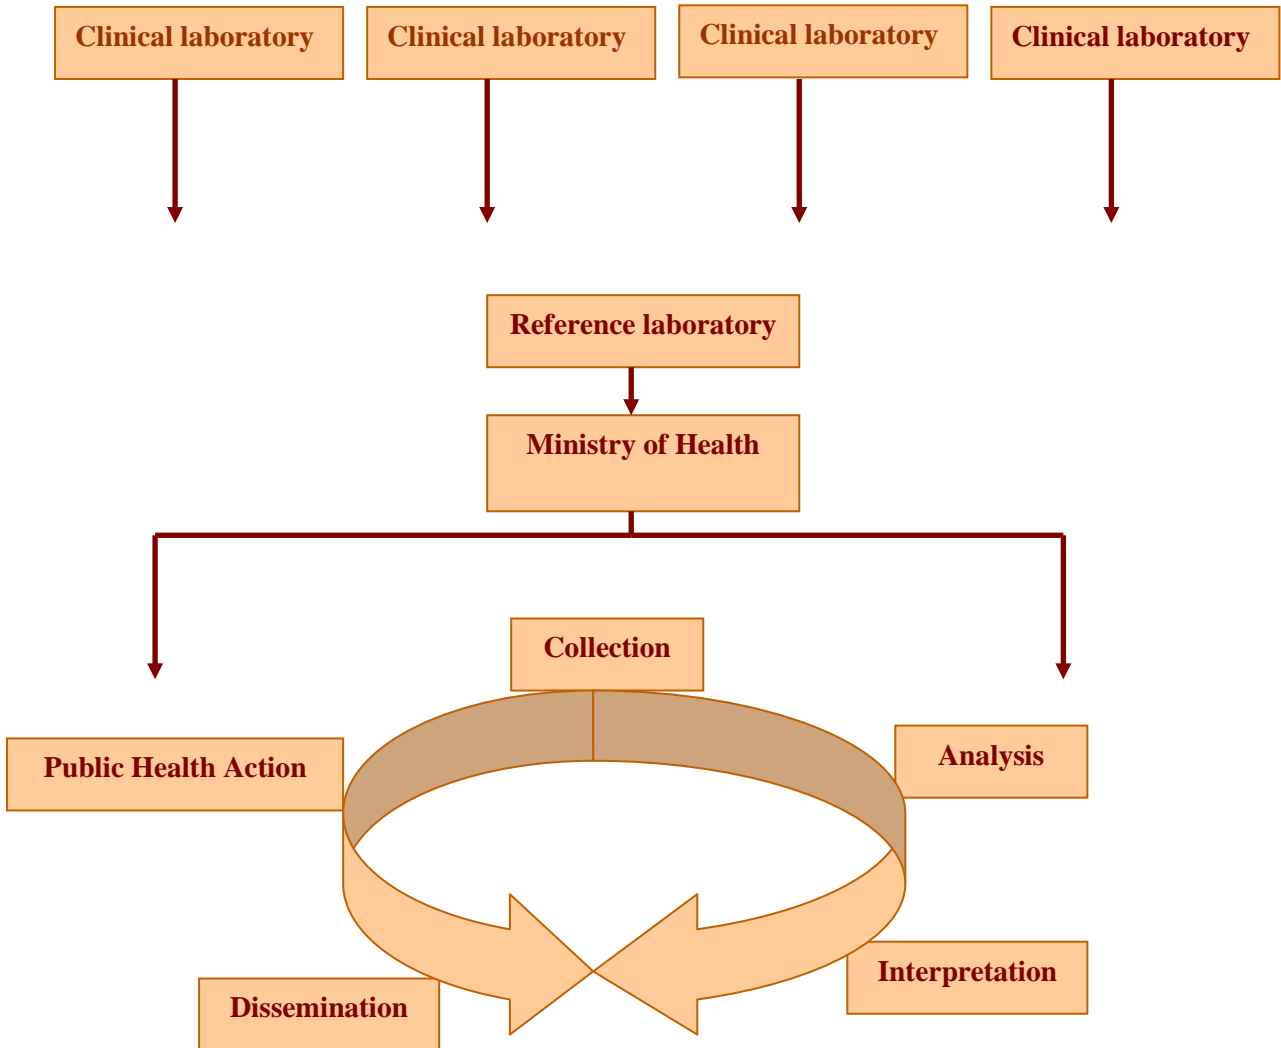 Clinical laboratory
Clinical laboratory
Clinical laboratory
Clinical laboratory
Reference laboratory
Ministry of Health
Collection
Public Health Action
Analysis
Interpretation
Dissemination